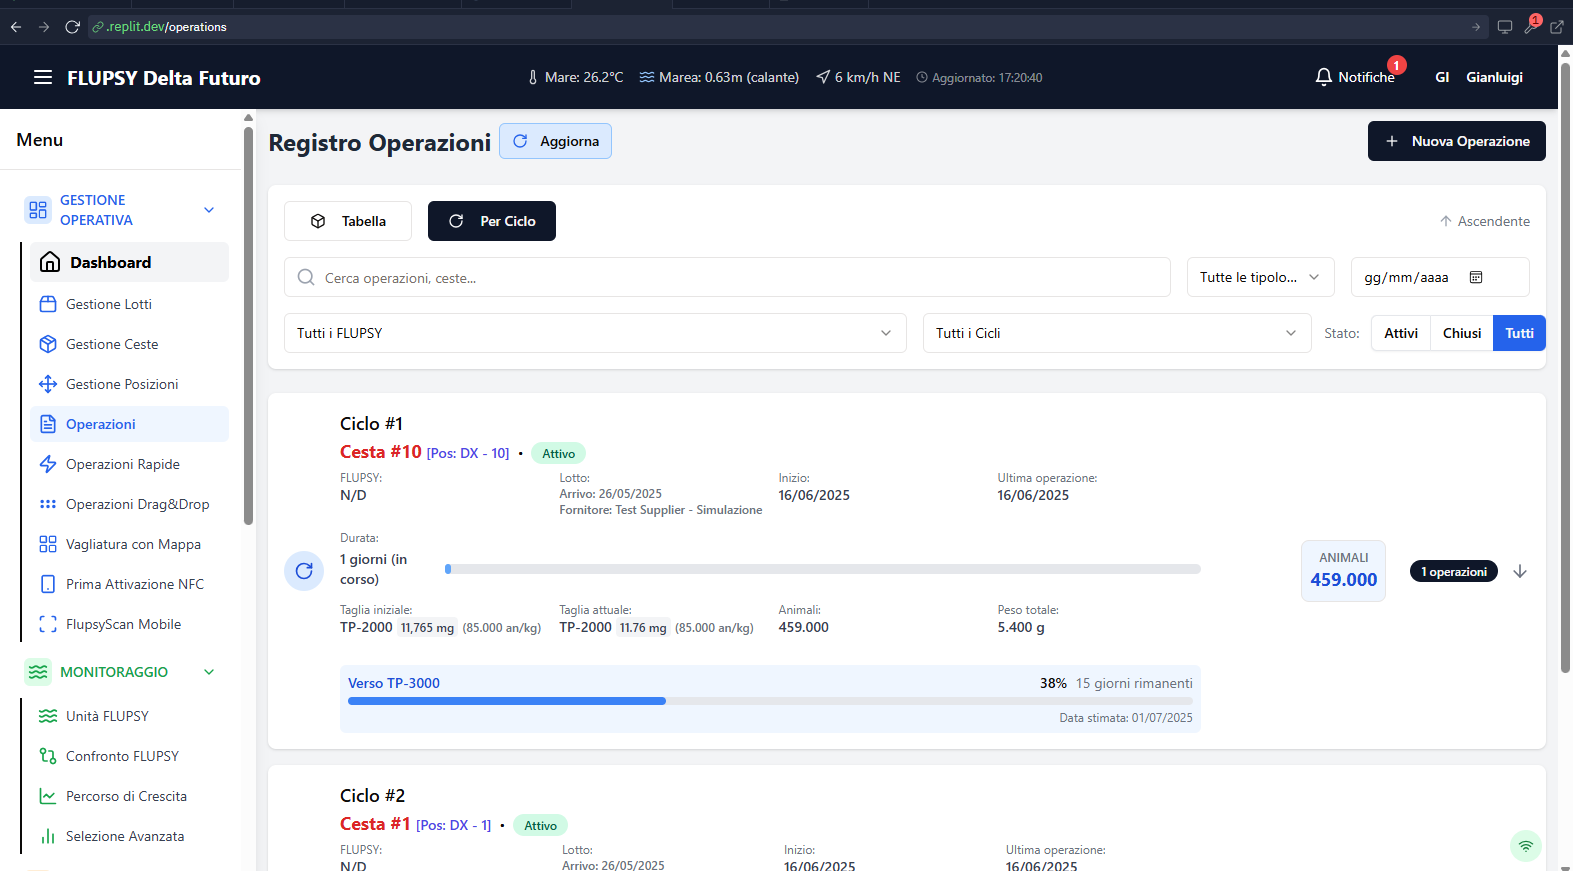 .replit.dev/operations
1
FLUPSY Delta Futuro
Mare: 26.2°C
Marea: 0.63m (calante)
6 km/h NE
Aggiornato: 17:20:40
Notifiche
1
GI
Gianluigi
Menu
GESTIONE
OPERATIVA
Dashboard
Gestione Lotti
Gestione Ceste
Gestione Posizioni
Operazioni
Operazioni Rapide
Operazioni Drag&Drop
Vagliatura con Mappa
Prima Attivazione NFC
FlupsyScan Mobile
MONITORAGGIO
Unità FLUPSY
Confronto FLUPSY
Percorso di Crescita
Selezione Avanzata
Registro Operazioni
Aggiorna
Nuova Operazione
Tabella
Per Ciclo
Ascendente
Cerca operazioni, ceste...
Tutte le tipolo...
gg/mm/aaaa
Tutti i FLUPSY
Tutti i Cicli
Stato:
Attivi
Chiusi
Tutti
Ciclo #1
Cesta #10 [Pos: DX - 10] • Attivo
FLUPSY:
N/D
Lotto:
Arrivo: 26/05/2025
Fornitore: Test Supplier - Simulazione
Inizio:
16/06/2025
Ultima operazione:
16/06/2025
Durata:
1 giorni (in
corso)
Taglia iniziale:
TP-2000 11,765 mg (85.000 an/kg)
Taglia attuale:
TP-2000 11.76 mg (85.000 an/kg)
Animali:
459.000
Peso totale:
5.400 g
ANIMALI
459.000
1 operazioni
Verso TP-3000
38% 15 giorni rimanenti
Data stimata: 01/07/2025
Ciclo #2
Cesta #1 [Pos: DX - 1] • Attivo
FLUPSY:
N/D
Lotto:
Arrivo: 26/05/2025
Inizio:
16/06/2025
Ultima operazione:
16/06/2025